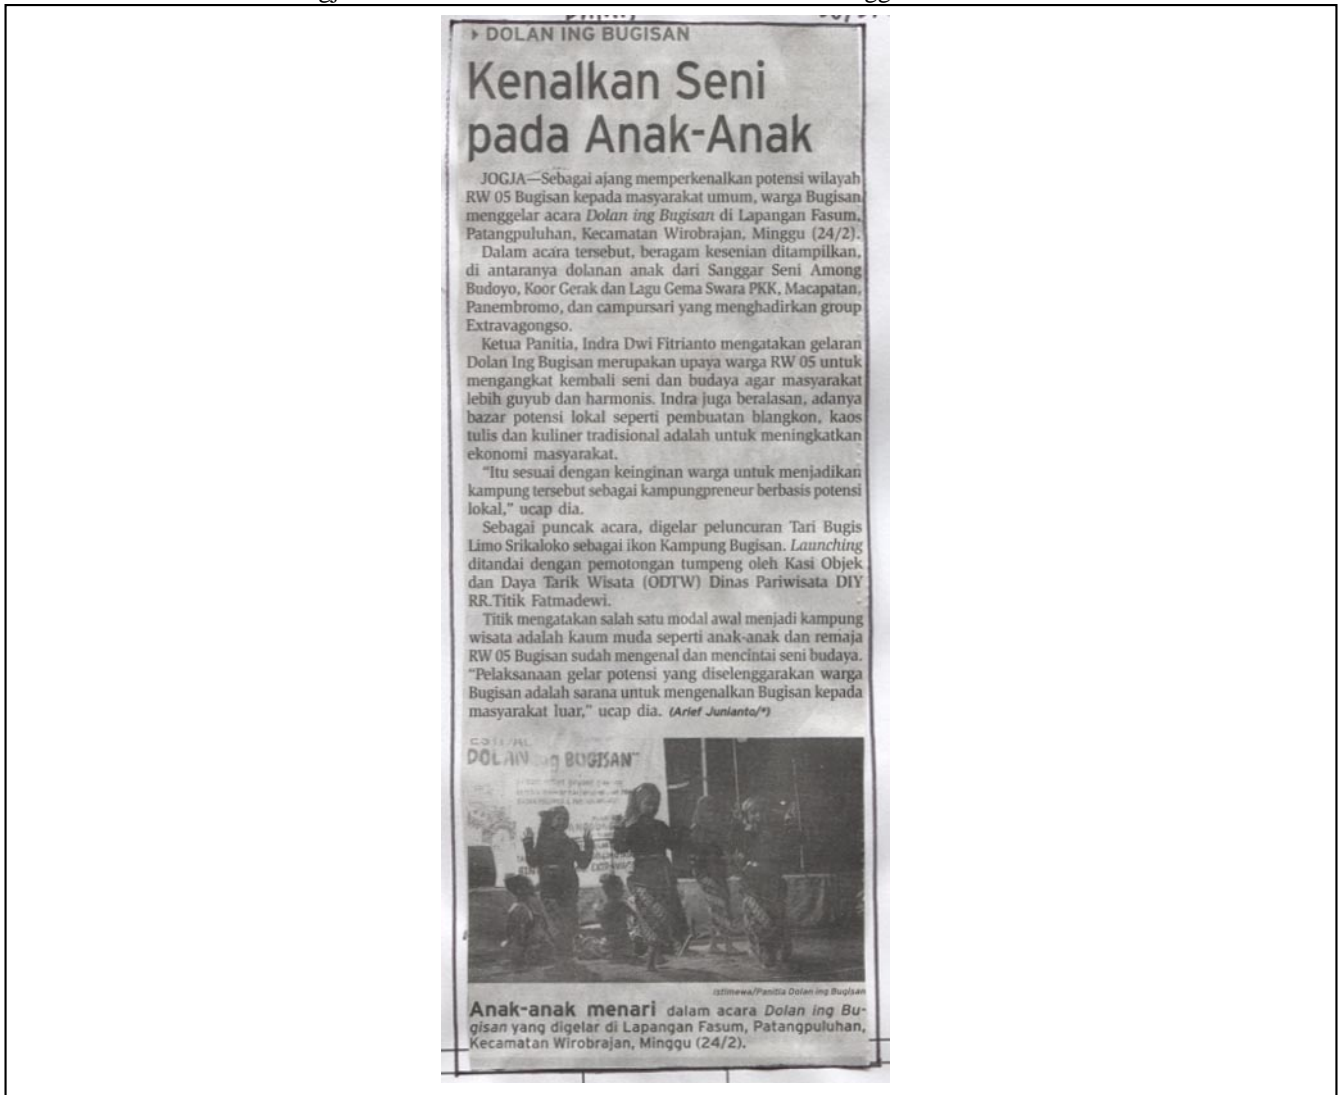 DOLAN ING BUGISAN
Kenalkan Seni
pada Anak-Anak
JOGJA—Sebagai ajang memperkenalkan potensi wilayah
RW 05 Bugisan kepada masyarakat umum, warga Bugisan
menggelar acara Dolan ing Bugisan di Lapangan Fasum,
Patangpuluhan, Kecamatan Wirobrajan, Minggu (24/2).
Dalam acara tersebut, beragam kesenian ditampilkan,
di antaranya dolanan anak dari Sanggar Seni Among
Budoyo, Koor Gerak dan Lagu Gema Swara PKK, Macapatan,
Panembromo, dan campursari yang menghadirkan group
Extravagongso.
Ketua Panitia, Indra Dwi Fitrianto mengatakan gelaran
Dolan Ing Bugisan merupakan upaya warga RW 05 untuk
mengangkat kembali seni dan budaya agar masyarakat
lebih guyub dan harmonis. Indra juga beralasan, adanya
bazar potensi lokal seperti pembuatan blangkon, kaos
tulis dan kuliner tradisional adalah untuk meningkatkan
ekonomi masyarakat.
“Itu sesuai dengan keinginan warga untuk menjadikan
kampung tersebut sebagai kampungpreneur berbasis potensi
lokal,” ucap dia.
Sebagai puncak acara, digelar peluncuran Tari Bugis
Limo Srikaloko sebagai ikon Kampung Bugisan. Launching
ditandai dengan pemotongan tumpeng oleh Kasi Objek
dan Daya Tarik Wisata (ODTW) Dinas Pariwisata DIY
RR.Titik Fatmadewi.
Titik mengatakan salah satu modal awal menjadi kampung
wisata adalah kaum muda seperti anak-anak dan remaja
RW 05 Bugisan sudah mengenal dan mencintai seni budaya.
“Pelaksanaan gelar potensi yang diselenggarakan warga
Bugisan adalah sarana untuk mengenalkan Bugisan kepada
masyarakat luar,” ucap dia. (Arief Junianto/*)
DOLAN ing BUGISAN"
Istimewa/Panitia Dolan ing Bugisan
Anak-anak menari dalam acara Dolan ing Bu-
gisan yang digelar di Lapangan Fasum, Patangpuluhan,
Kecamatan Wirobrajan, Minggu (24/2).